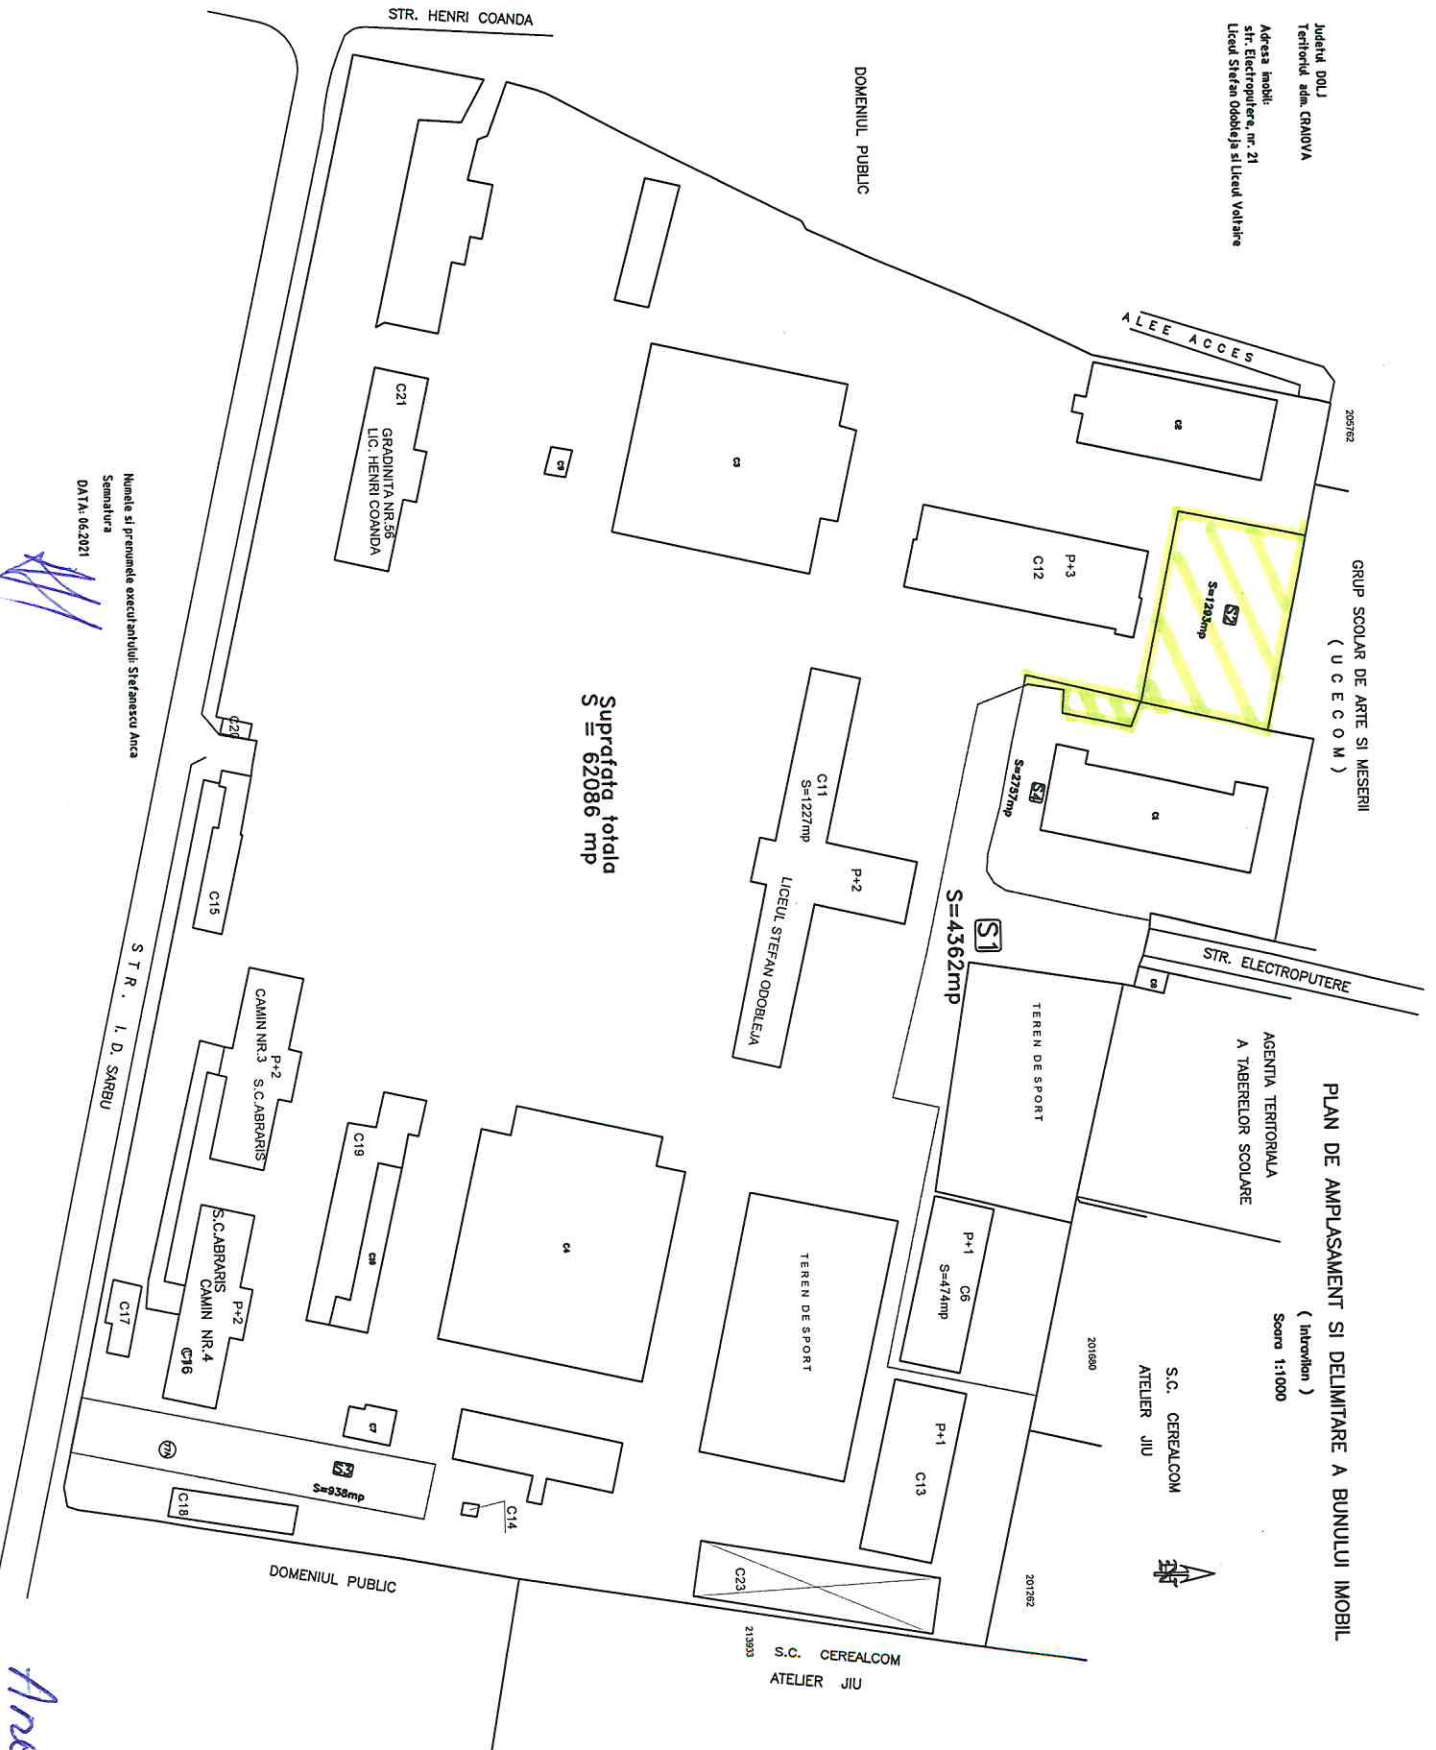 Judetul DOLJ
Teritoriul adm. CRAIOVA
Adresa imobil:
str. Electroputere, nr. 21
Liceul Stefan Odobleja si Liceul Voltaire
PLAN DE AMPLASAMENT SI DELIMITARE A BUNULUI IMOBIL
( Intravilan )
Scara 1:1000
STR. HENRI COANDA
DOMENIUL PUBLIC
ALEE ACCES
205762
GRUP SCOLAR DE ARTE SI MESERII
( U C E C O M )
C2
S2
S=1293mp
P+3
C12
C3
C9
C21
GRADINITA NR.56
LIC. HENRI COANDA
S4
S=2757mp
C1
STR. ELECTROPUTERE
C8
AGENTIA TERITORIALA
A TABERELOR SCOLARE
S1
S=4362mp
C11
S=1227mp
P+2
LICEUL STEFAN ODOBLEJA
Suprafata totala
S = 62086 mp
TEREN DE SPORT
P+1
C6
S=474mp
201680
S.C. CEREALCOM
ATELIER JIU
N
TEREN DE SPORT
P+1
C13
201262
C4
C19
C20
C15
P+2
CAMIN NR.3 S.C.ABRARIS
P+2
S.C.ABRARIS
CAMIN NR.4
C16
C17
C7
77A
S3
S=938mp
C18
C14
C23
213933
S.C. CEREALCOM
ATELIER JIU
DOMENIUL PUBLIC
STR. I. D. SARBU
Numele si prenumele executantului: Stefanescu Anca
Semnatura
DATA: 06.2021